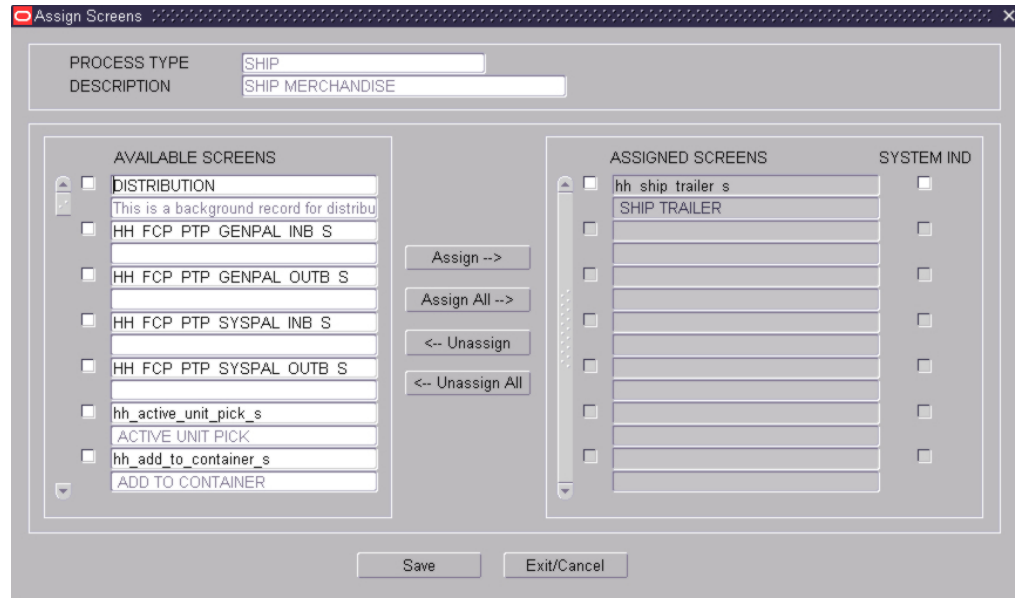 Assign Screens
PROCESS TYPE SHIP
DESCRIPTION SHIP MERCHANDISE
AVAILABLE SCREENS
DISTRIBUTION
This is a background record for distribu
HH_FCP_PTP_GENPAL_INB_S
HH_FCP_PTP_GENPAL_OUTB_S
HH_FCP_PTP_SYSPAL_INB_S
HH_FCP_PTP_SYSPAL_OUTB_S
hh_active_unit_pick_s
ACTIVE UNIT PICK
hh_add_to_container_s
ADD TO CONTAINER
Assign -->
Assign All -->
<-- Unassign
<-- Unassign All
ASSIGNED SCREENS SYSTEM IND
hh_ship_trailer_s
SHIP TRAILER
Save Exit/Cancel